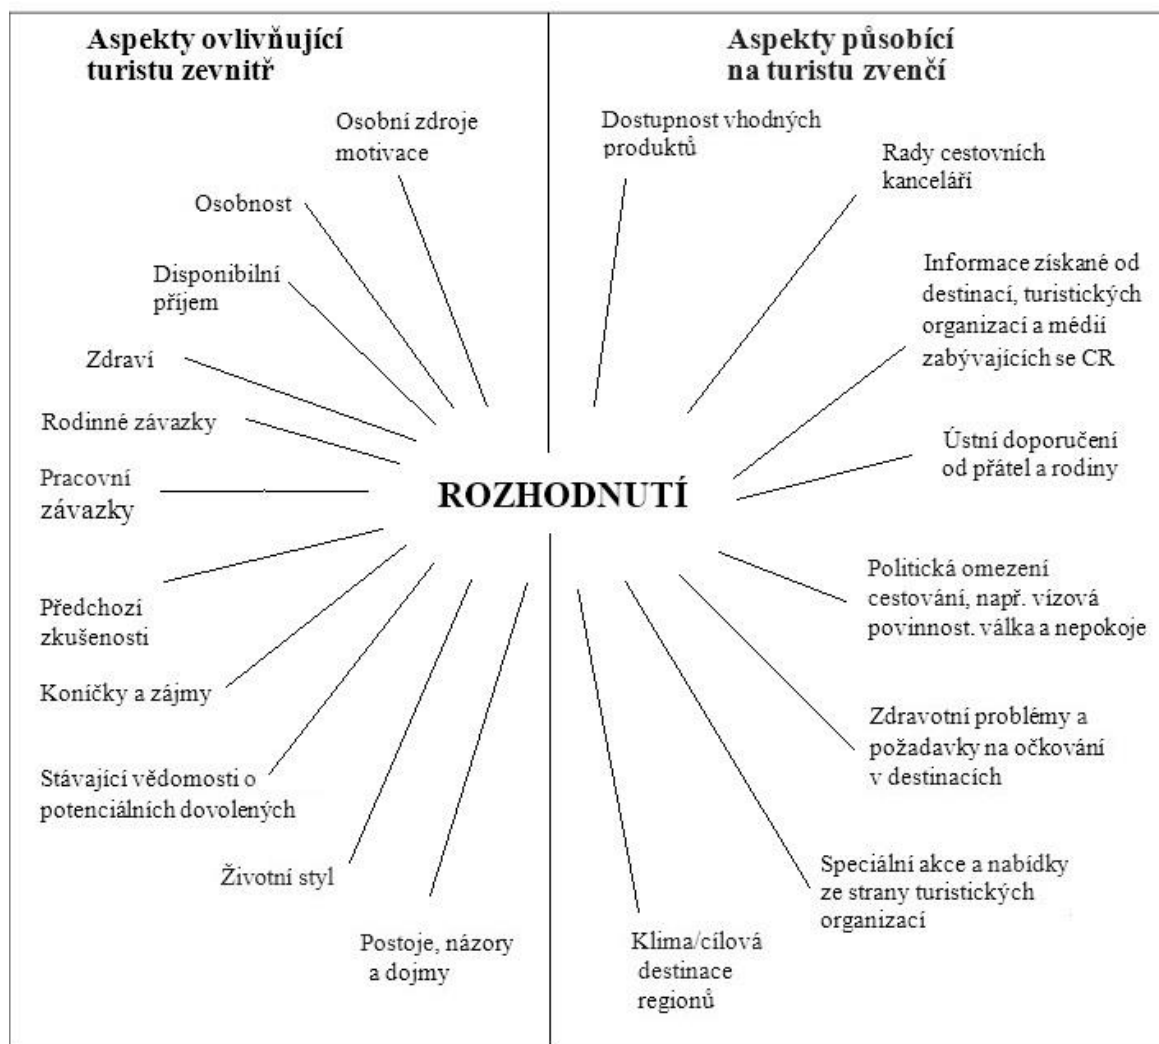 Aspekty ovlivňující
turistu zevnitř
Osobní zdroje
motivace
Osobnost
Disponibilní
příjem
Zdraví
Rodinné závazky
Pracovní
závazky
Předchozí
zkušenosti
Koníčky a zájmy
Stávající vědomosti o
potenciálních dovolených
Životní styl
Postoje, názory
a dojmy
ROZHODNUTÍ
Aspekty působící
na turistu zvenčí
Dostupnost vhodných
produktů
Rady cestovních
kanceláří
Informace získané od
destinací, turistických
organizací a médií
zabývajících se CR
Ústní doporučení
od přátel a rodiny
Politická omezení
cestování, např. vízová
povinnost. válka a nepokoje
Zdravotní problémy a
požadavky na očkování
v destinacích
Speciální akce a nabídky
ze strany turistických
organizací
Klima/cílová
destinace
regionů